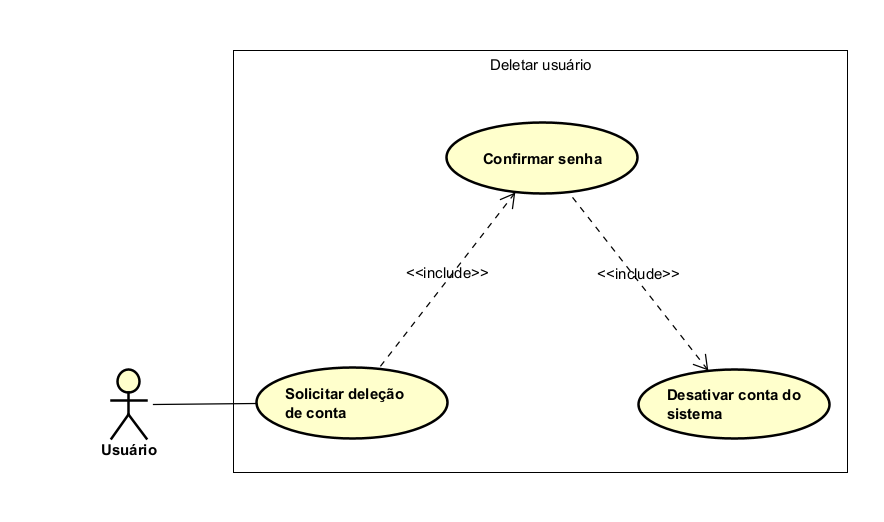 Deletar usuário
Confirmar senha
<<include>>
<<include>>
Solicitar deleção
de conta
Desativar conta do
sistema
Usuário